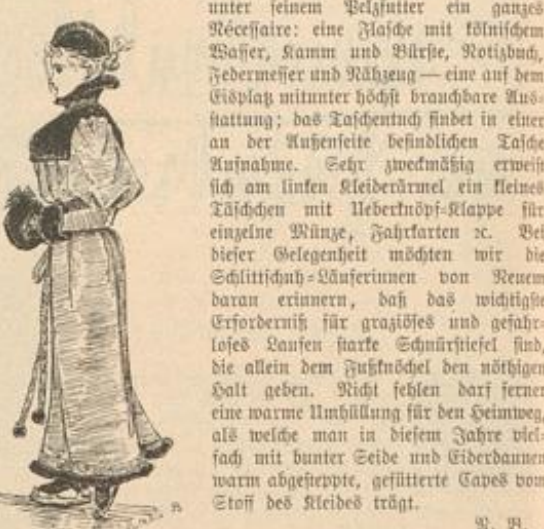 unter seinem Pelzfutter ein ganzes
Nécessaire: eine Flasche mit kölnischem
Wasser, Kamm und Bürste, Notizbuch,
Federmesser und Nähzeug — eine auf dem
Eisplatz mitunter höchst brauchbare Aus-
stattung; das Taschentuch findet in einer
an der Außenseite befindlichen Tasche
Aufnahme. Sehr zweckmäßig erweist
sich am linken Kleiderärmel ein kleines
Täschchen mit Ueberknöpf-Klappe für
einzelne Münze, Fahrkarten ꝛc. Bei
dieser Gelegenheit möchten wir die
Schlittschuh-Läuferinnen von Neuem
daran erinnern, daß das wichtigste
Erforderniß für graziöses und gefahr-
loses Laufen starke Schnürstiefel sind,
die allein dem Fußknöchel den nöthigen
Halt geben. Nicht fehlen darf ferner
eine warme Umhüllung für den Heimweg,
als welche man in diesem Jahre viel-
fach mit bunter Seide und Eiderdaunen
warm abgesteppte, gefütterte Capes vom
Stoff des Kleides trägt.